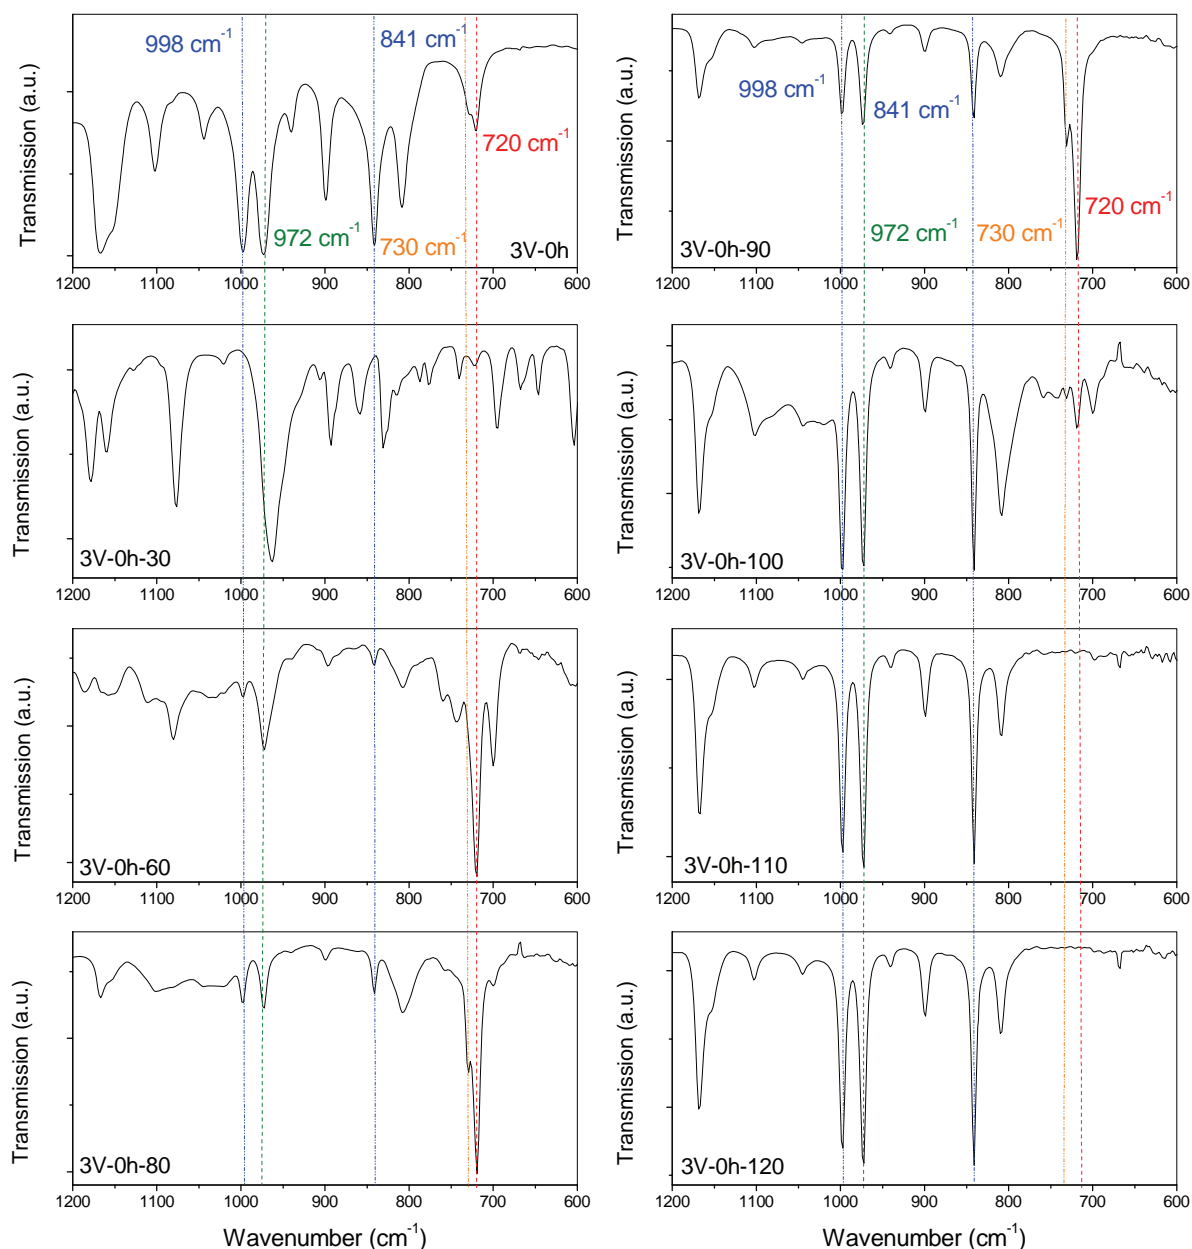 Transmission (a.u.)
998 cm⁻¹
841 cm⁻¹
720 cm⁻¹
972 cm⁻¹
730 cm⁻¹
3V-0h
1200 1100 1000 900 800 700 600
Transmission (a.u.)
998 cm⁻¹
841 cm⁻¹
720 cm⁻¹
972 cm⁻¹
730 cm⁻¹
3V-0h-90
1200 1100 1000 900 800 700 600
Transmission (a.u.)
3V-0h-30
1200 1100 1000 900 800 700 600
Transmission (a.u.)
3V-0h-100
1200 1100 1000 900 800 700 600
Transmission (a.u.)
3V-0h-60
1200 1100 1000 900 800 700 600
Transmission (a.u.)
3V-0h-110
1200 1100 1000 900 800 700 600
Transmission (a.u.)
3V-0h-80
1200 1100 1000 900 800 700 600
Wavenumber (cm⁻¹)
Transmission (a.u.)
3V-0h-120
1200 1100 1000 900 800 700 600
Wavenumber (cm⁻¹)